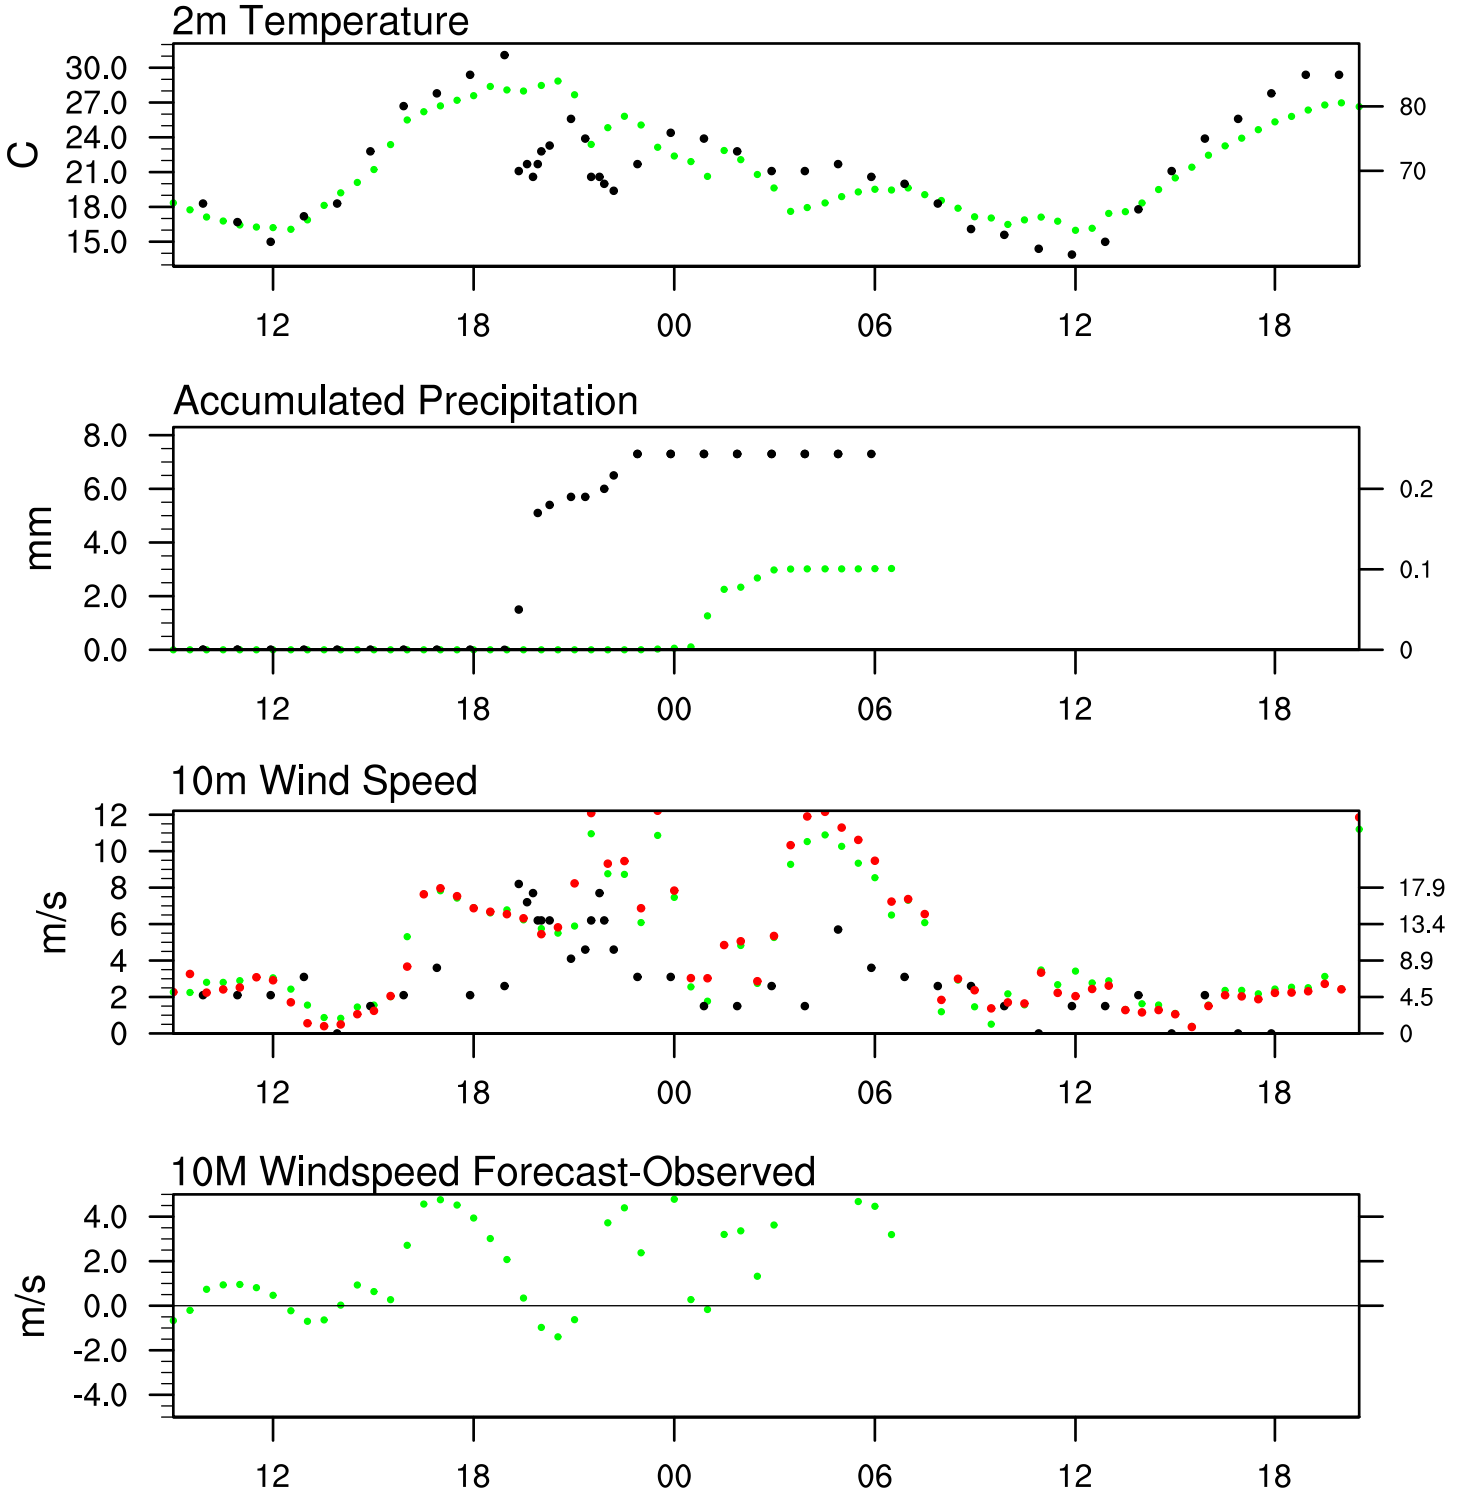 2m Temperature
30.0
27.0
24.0
21.0
18.0
15.0
C
80
70
12 18 00 06 12 18
Accumulated Precipitation
8.0
6.0
4.0
2.0
0.0
mm
0.2
0.1
0
12 18 00 06 12 18
10m Wind Speed
12
10
8
6
4
2
0
m/s
17.9
13.4
8.9
4.5
0
12 18 00 06 12 18
10M Windspeed Forecast-Observed
4.0
2.0
0.0
-2.0
-4.0
m/s
12 18 00 06 12 18